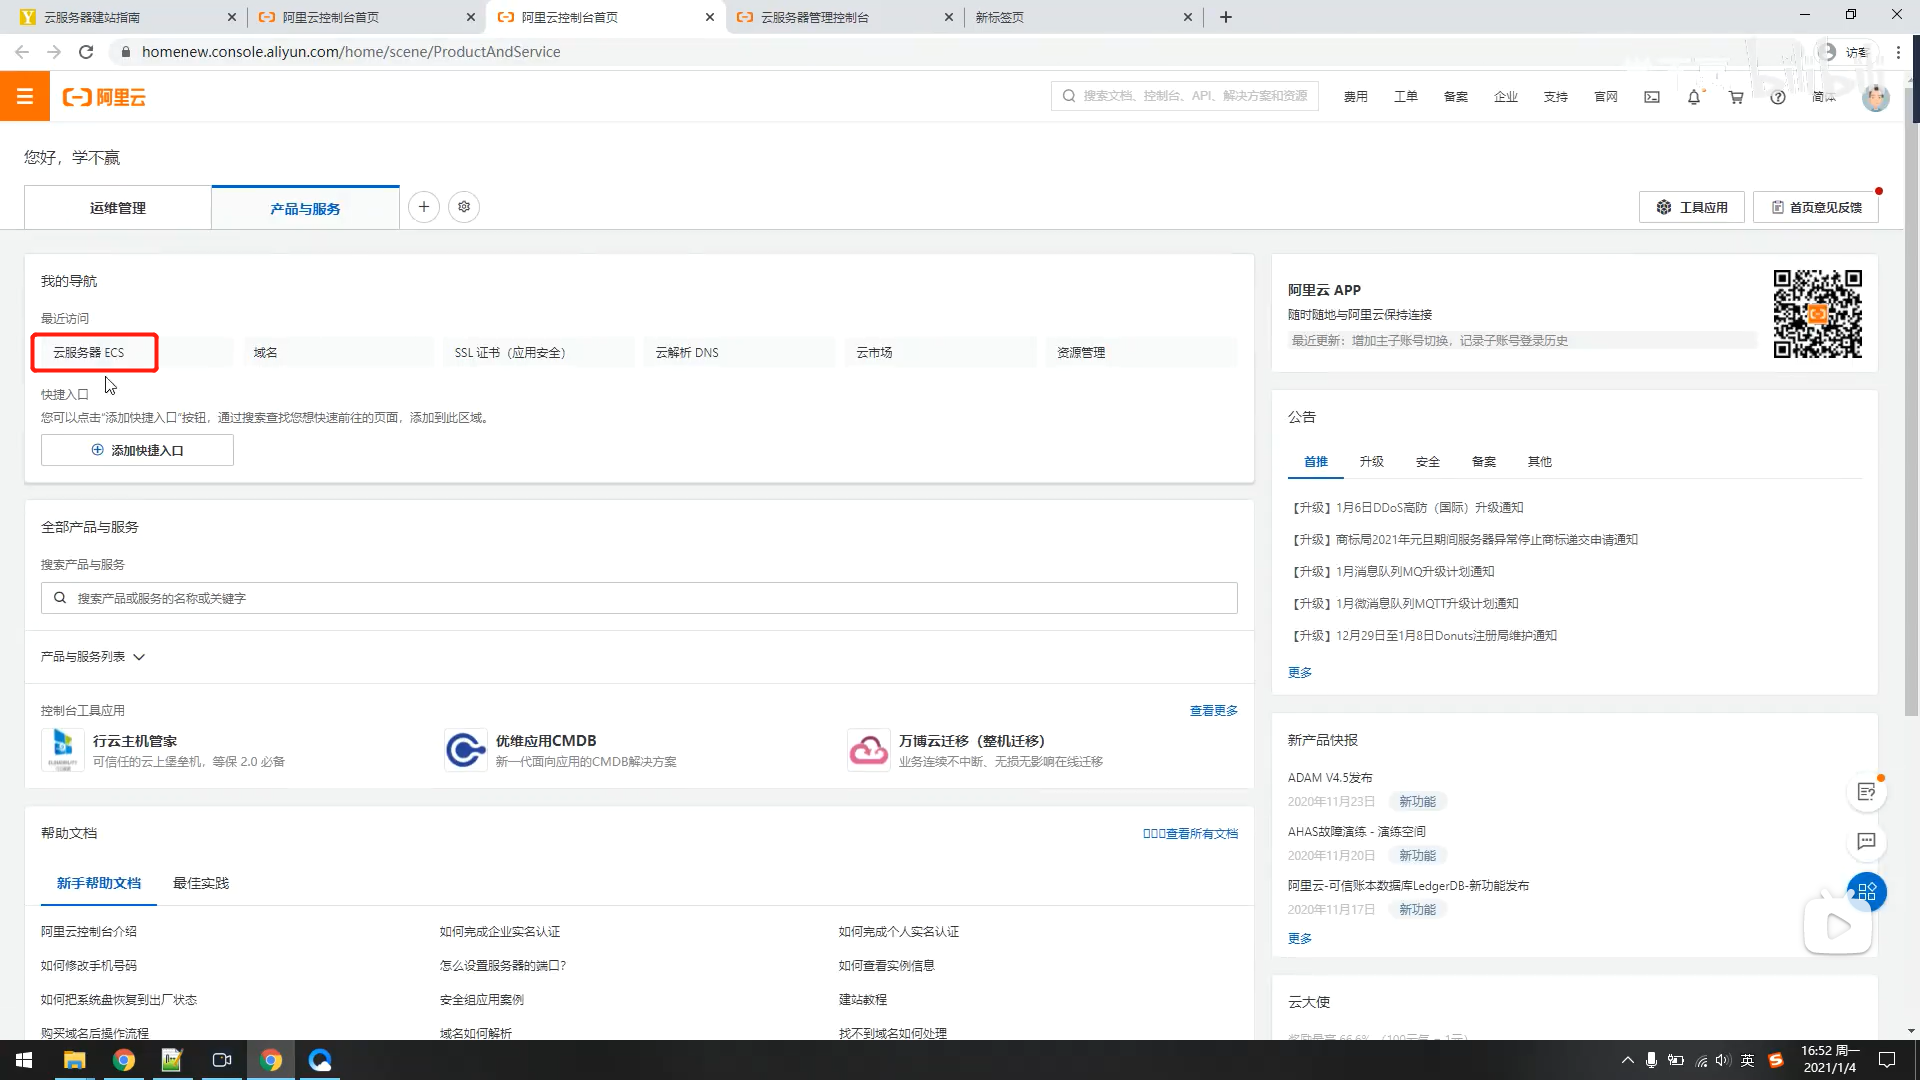 云服务器建站指南
阿里云控制台首页
阿里云控制台首页
云服务器管理控制台
新标签页
homenew.console.aliyun.com/home/scene/ProductAndService
访客
bilibili
阿里云
搜索文档、控制台、API、解决方案和资源
费用
工单
备案
企业
支持
官网
简体
您好，学不赢
运维管理
产品与服务
工具应用
首页意见反馈
我的导航
最近访问
云服务器 ECS
域名
SSL 证书（应用安全）
云解析 DNS
云市场
资源管理
快捷入口
您可以点击“添加快捷入口”按钮，通过搜索查找您想快速前往的页面，添加到此区域。
添加快捷入口
阿里云 APP
随时随地与阿里云保持连接
最近更新：增加主子账号切换，记录子账号登录历史
公告
首推
升级
安全
备案
其他
【升级】1月6日DDoS高防（国际）升级通知
【升级】商标局2021年元旦期间服务器异常停止商标递交申请通知
【升级】1月消息队列MQ升级计划通知
【升级】1月微消息队列MQTT升级计划通知
【升级】12月29日至1月8日Donuts注册局维护通知
更多
全部产品与服务
搜索产品与服务
搜索产品或服务的名称或关键字
产品与服务列表
控制台工具应用
查看更多
行云主机管家
可信任的云上堡垒机，等保 2.0 必备
优维应用CMDB
新一代面向应用的CMDB解决方案
万博云迁移（整机迁移）
业务连续不中断、无损无影响在线迁移
新产品快报
ADAM V4.5发布
2020年11月23日 新功能
AHAS故障演练 - 演练空间
2020年11月20日 新功能
阿里云-可信账本数据库LedgerDB-新功能发布
2020年11月17日 新功能
更多
帮助文档
查看所有文档
新手帮助文档
最佳实践
阿里云控制台介绍
如何完成企业实名认证
如何完成个人实名认证
如何修改手机号码
怎么设置服务器的端口?
如何查看实例信息
如何把系统盘恢复到出厂状态
安全组应用案例
建站教程
购买域名后操作流程
域名如何解析
找不到域名如何处理
云大使
英
16:52 周一
2021/1/4